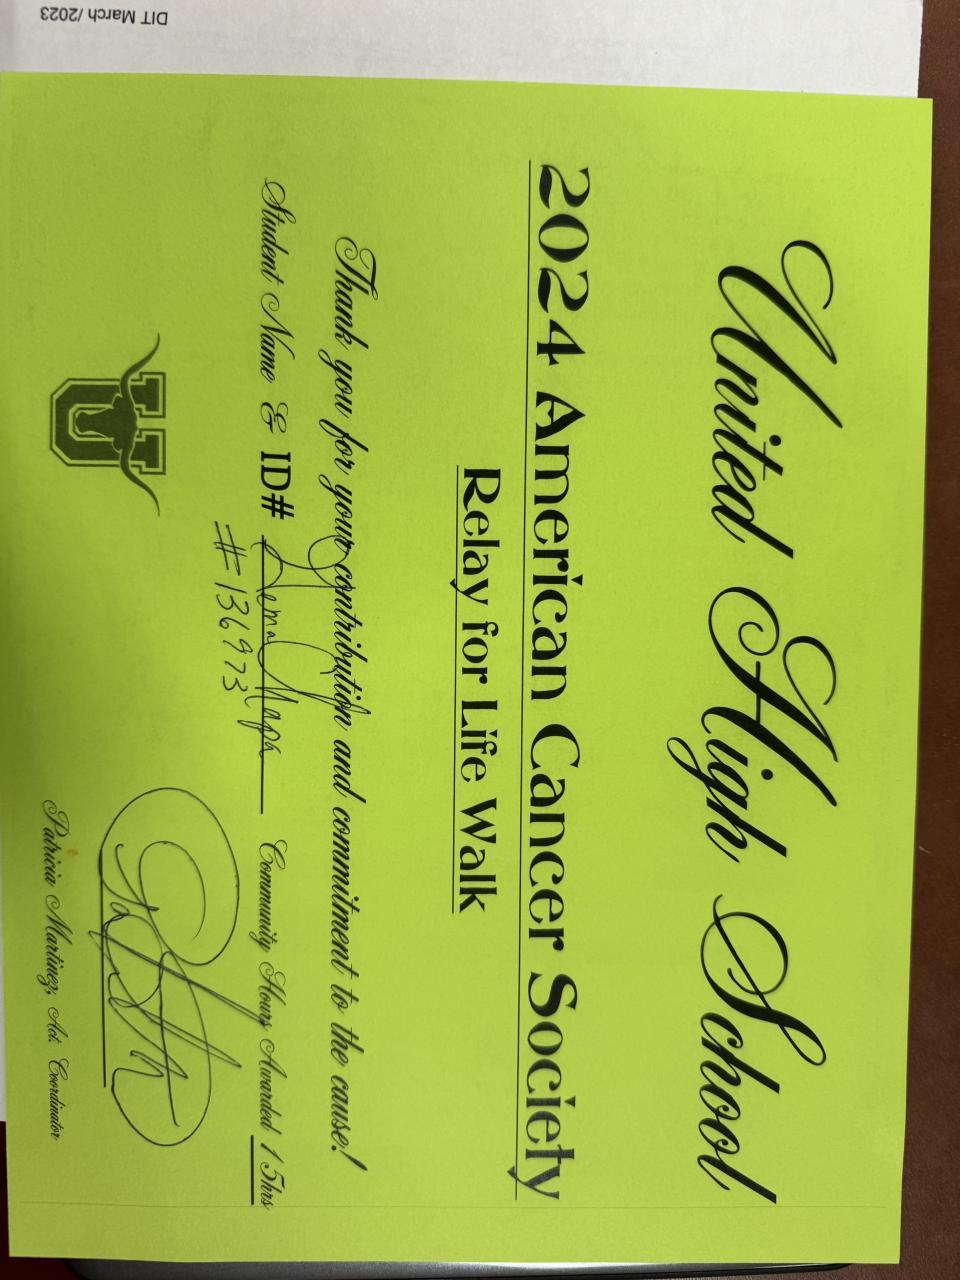 DIT March/2023
United High School
2024 American Cancer Society
Relay for Life Walk
Thank you for your contribution and commitment to the cause!
Student Name & ID# Community Hours Awarded 15hrs
#136973
U
Patricia Martinez, Act. Coordinator